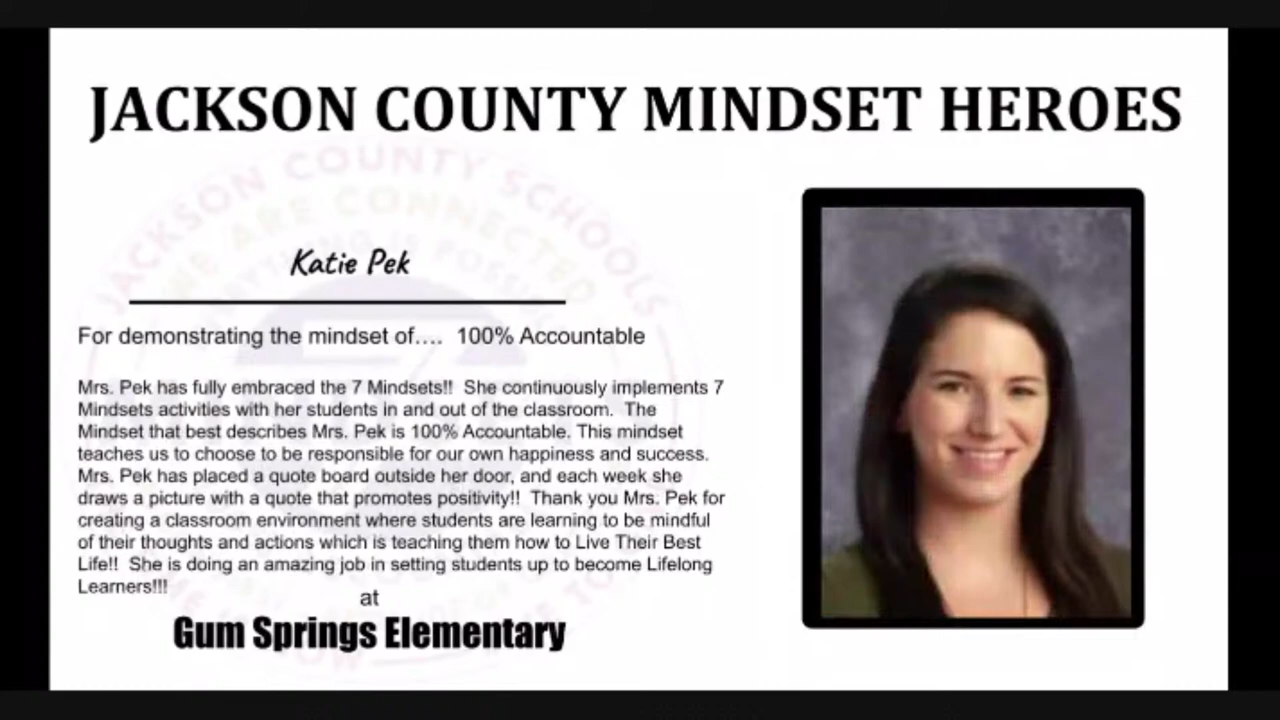 JACKSON COUNTY MINDSET HEROES
JACKSON COUNTY SCHOOLS
WE ARE CONNECTED
Katie Pek
For demonstrating the mindset of.... 100% Accountable
Mrs. Pek has fully embraced the 7 Mindsets!! She continuously implements 7
Mindsets activities with her students in and out of the classroom. The
Mindset that best describes Mrs. Pek is 100% Accountable. This mindset
teaches us to choose to be responsible for our own happiness and success.
Mrs. Pek has placed a quote board outside her door, and each week she
draws a picture with a quote that promotes positivity!! Thank you Mrs. Pek for
creating a classroom environment where students are learning to be mindful
of their thoughts and actions which is teaching them how to Live Their Best
Life!! She is doing an amazing job in setting students up to become Lifelong
Learners!!!
at
Gum Springs Elementary